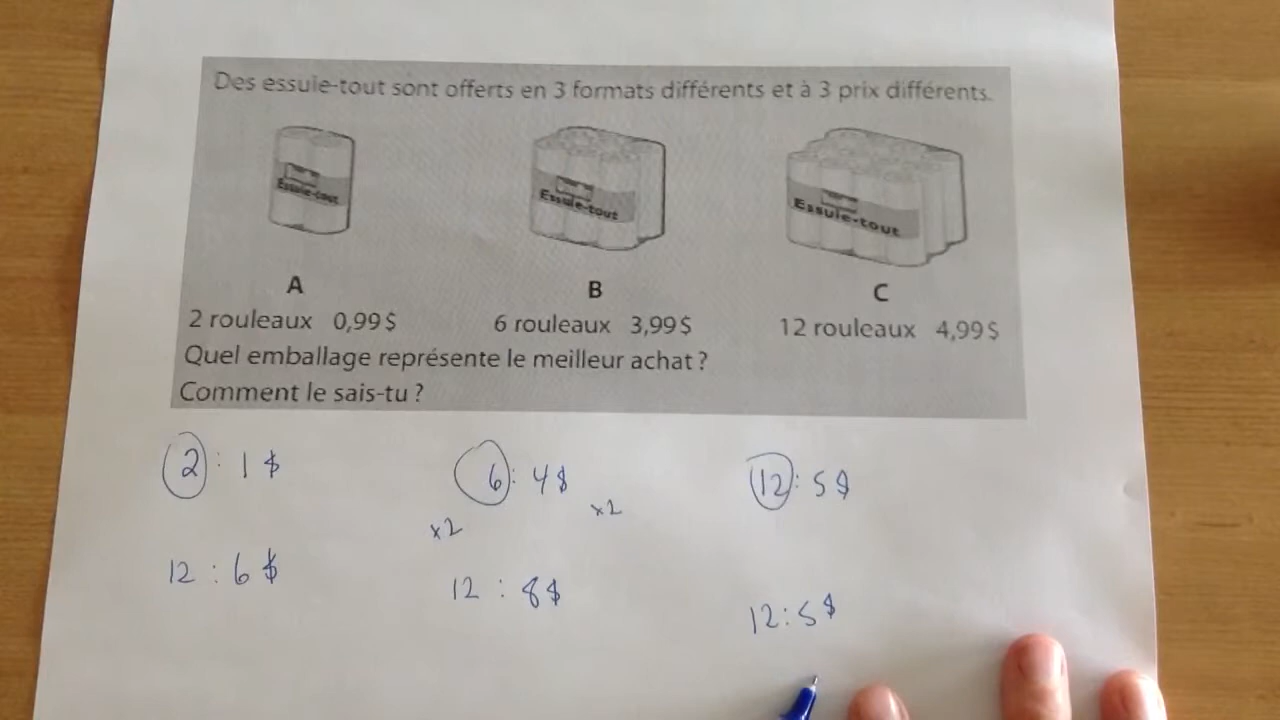 Des essuie-tout sont offerts en 3 formats différents et à 3 prix différents.
Essuie-tout
Essuie-tout
Essuie-tout
A
B
C
2 rouleaux 0,99 $
6 rouleaux 3,99 $
12 rouleaux 4,99 $
Quel emballage représente le meilleur achat ?
Comment le sais-tu ?
2 : 1 $
6 : 4 $
12 : 5 $
x2
x2
12 : 6 $
12 : 8 $
12 : 5 $